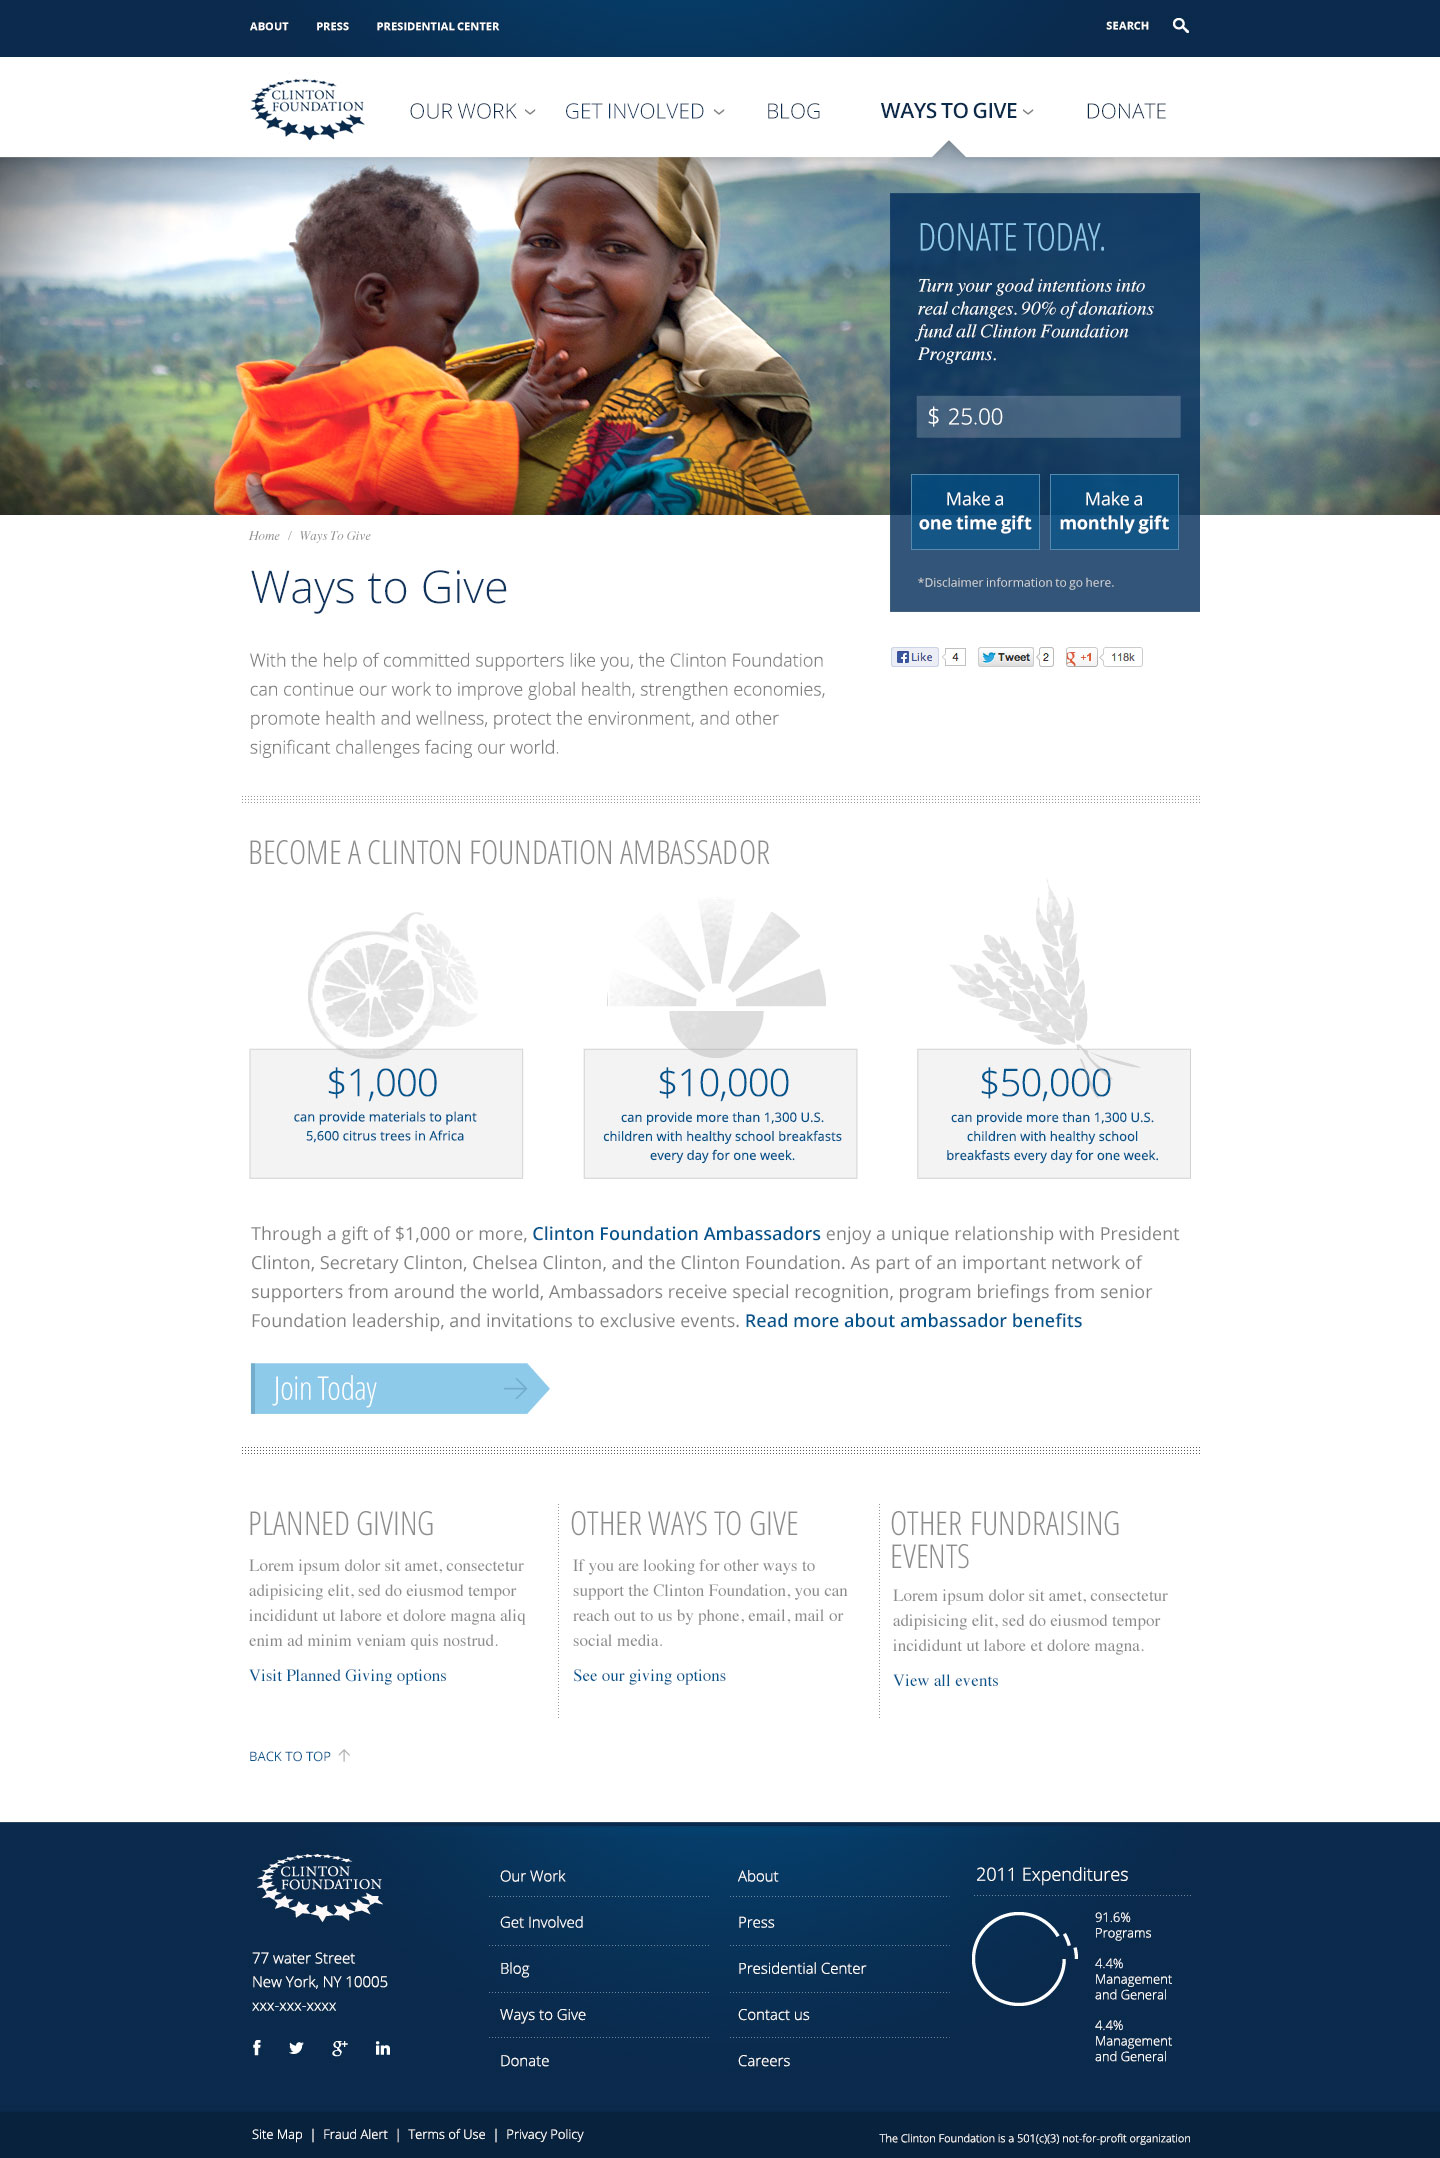 ABOUT PRESS PRESIDENTIAL CENTER SEARCH
CLINTON
FOUNDATION
OUR WORK GET INVOLVED BLOG WAYS TO GIVE DONATE
DONATE TODAY.
Turn your good intentions into
real changes. 90% of donations
fund all Clinton Foundation
Programs.
$ 25.00
Make a
one time gift
Make a
monthly gift
*Disclaimer information to go here.
Home / Ways To Give
Ways to Give
With the help of committed supporters like you, the Clinton Foundation
can continue our work to improve global health, strengthen economies,
promote health and wellness, protect the environment, and other
significant challenges facing our world.
Like 4 Tweet 2 +1 118k
BECOME A CLINTON FOUNDATION AMBASSADOR
$1,000
can provide materials to plant
5,600 citrus trees in Africa
$10,000
can provide more than 1,300 U.S.
children with healthy school breakfasts
every day for one week.
$50,000
can provide more than 1,300 U.S.
children with healthy school
breakfasts every day for one week.
Through a gift of $1,000 or more, Clinton Foundation Ambassadors enjoy a unique relationship with President
Clinton, Secretary Clinton, Chelsea Clinton, and the Clinton Foundation. As part of an important network of
supporters from around the world, Ambassadors receive special recognition, program briefings from senior
Foundation leadership, and invitations to exclusive events. Read more about ambassador benefits
Join Today
PLANNED GIVING
Lorem ipsum dolor sit amet, consectetur
adipisicing elit, sed do eiusmod tempor
incididunt ut labore et dolore magna aliq
enim ad minim veniam quis nostrud.
Visit Planned Giving options
OTHER WAYS TO GIVE
If you are looking for other ways to
support the Clinton Foundation, you can
reach out to us by phone, email, mail or
social media.
See our giving options
OTHER FUNDRAISING
EVENTS
Lorem ipsum dolor sit amet, consectetur
adipisicing elit, sed do eiusmod tempor
incididunt ut labore et dolore magna.
View all events
BACK TO TOP
CLINTON
FOUNDATION
77 water Street
New York, NY 10005
xxx-xxx-xxxx
Our Work
Get Involved
Blog
Ways to Give
Donate
About
Press
Presidential Center
Contact us
Careers
2011 Expenditures
91.6%
Programs
4.4%
Management
and General
4.4%
Management
and General
Site Map | Fraud Alert | Terms of Use | Privacy Policy
The Clinton Foundation is a 501(c)(3) not-for-profit organization